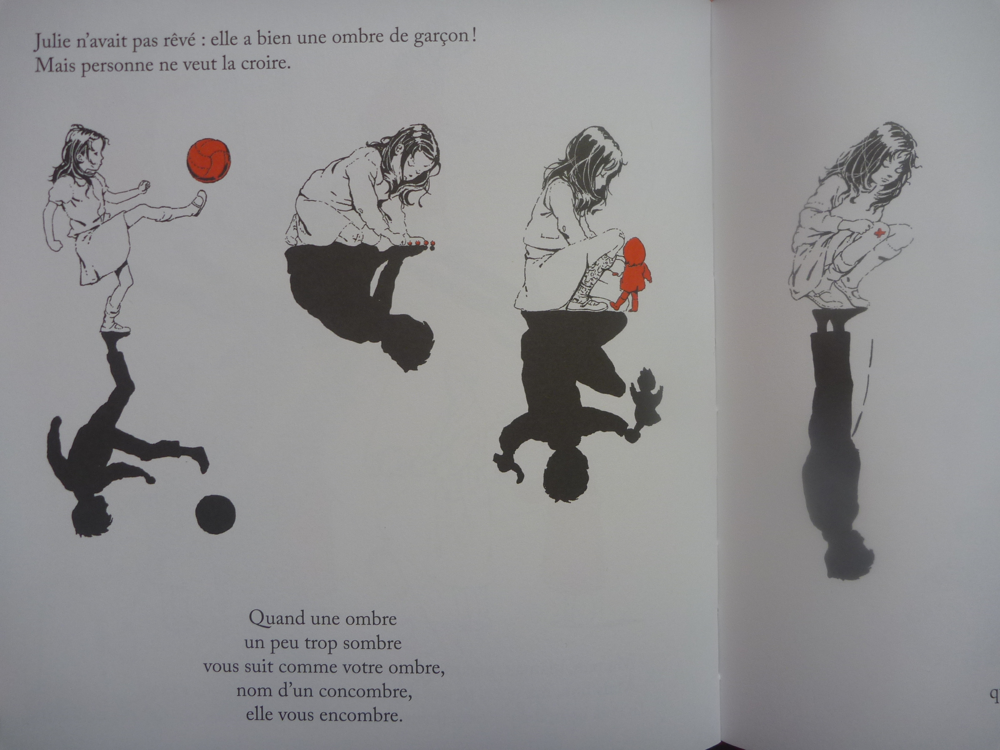 Julie n'avait pas rêvé : elle a bien une ombre de garçon !
Mais personne ne veut la croire.
Quand une ombre
un peu trop sombre
vous suit comme votre ombre,
nom d'un concombre,
elle vous encombre.